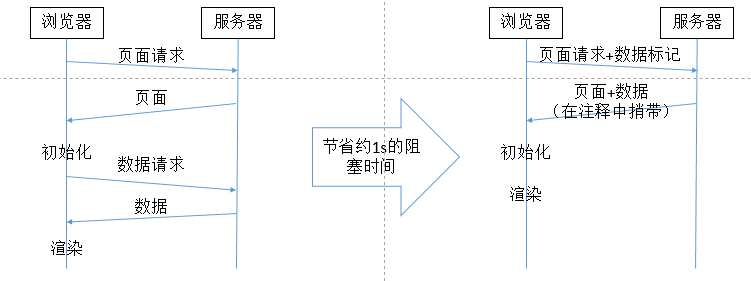 浏览器
服务器
页面请求
页面
初始化
数据请求
数据
渲染
节省约1s的阻
塞时间
浏览器
服务器
页面请求+数据标记
页面+数据
（在注释中捎带）
初始化
渲染